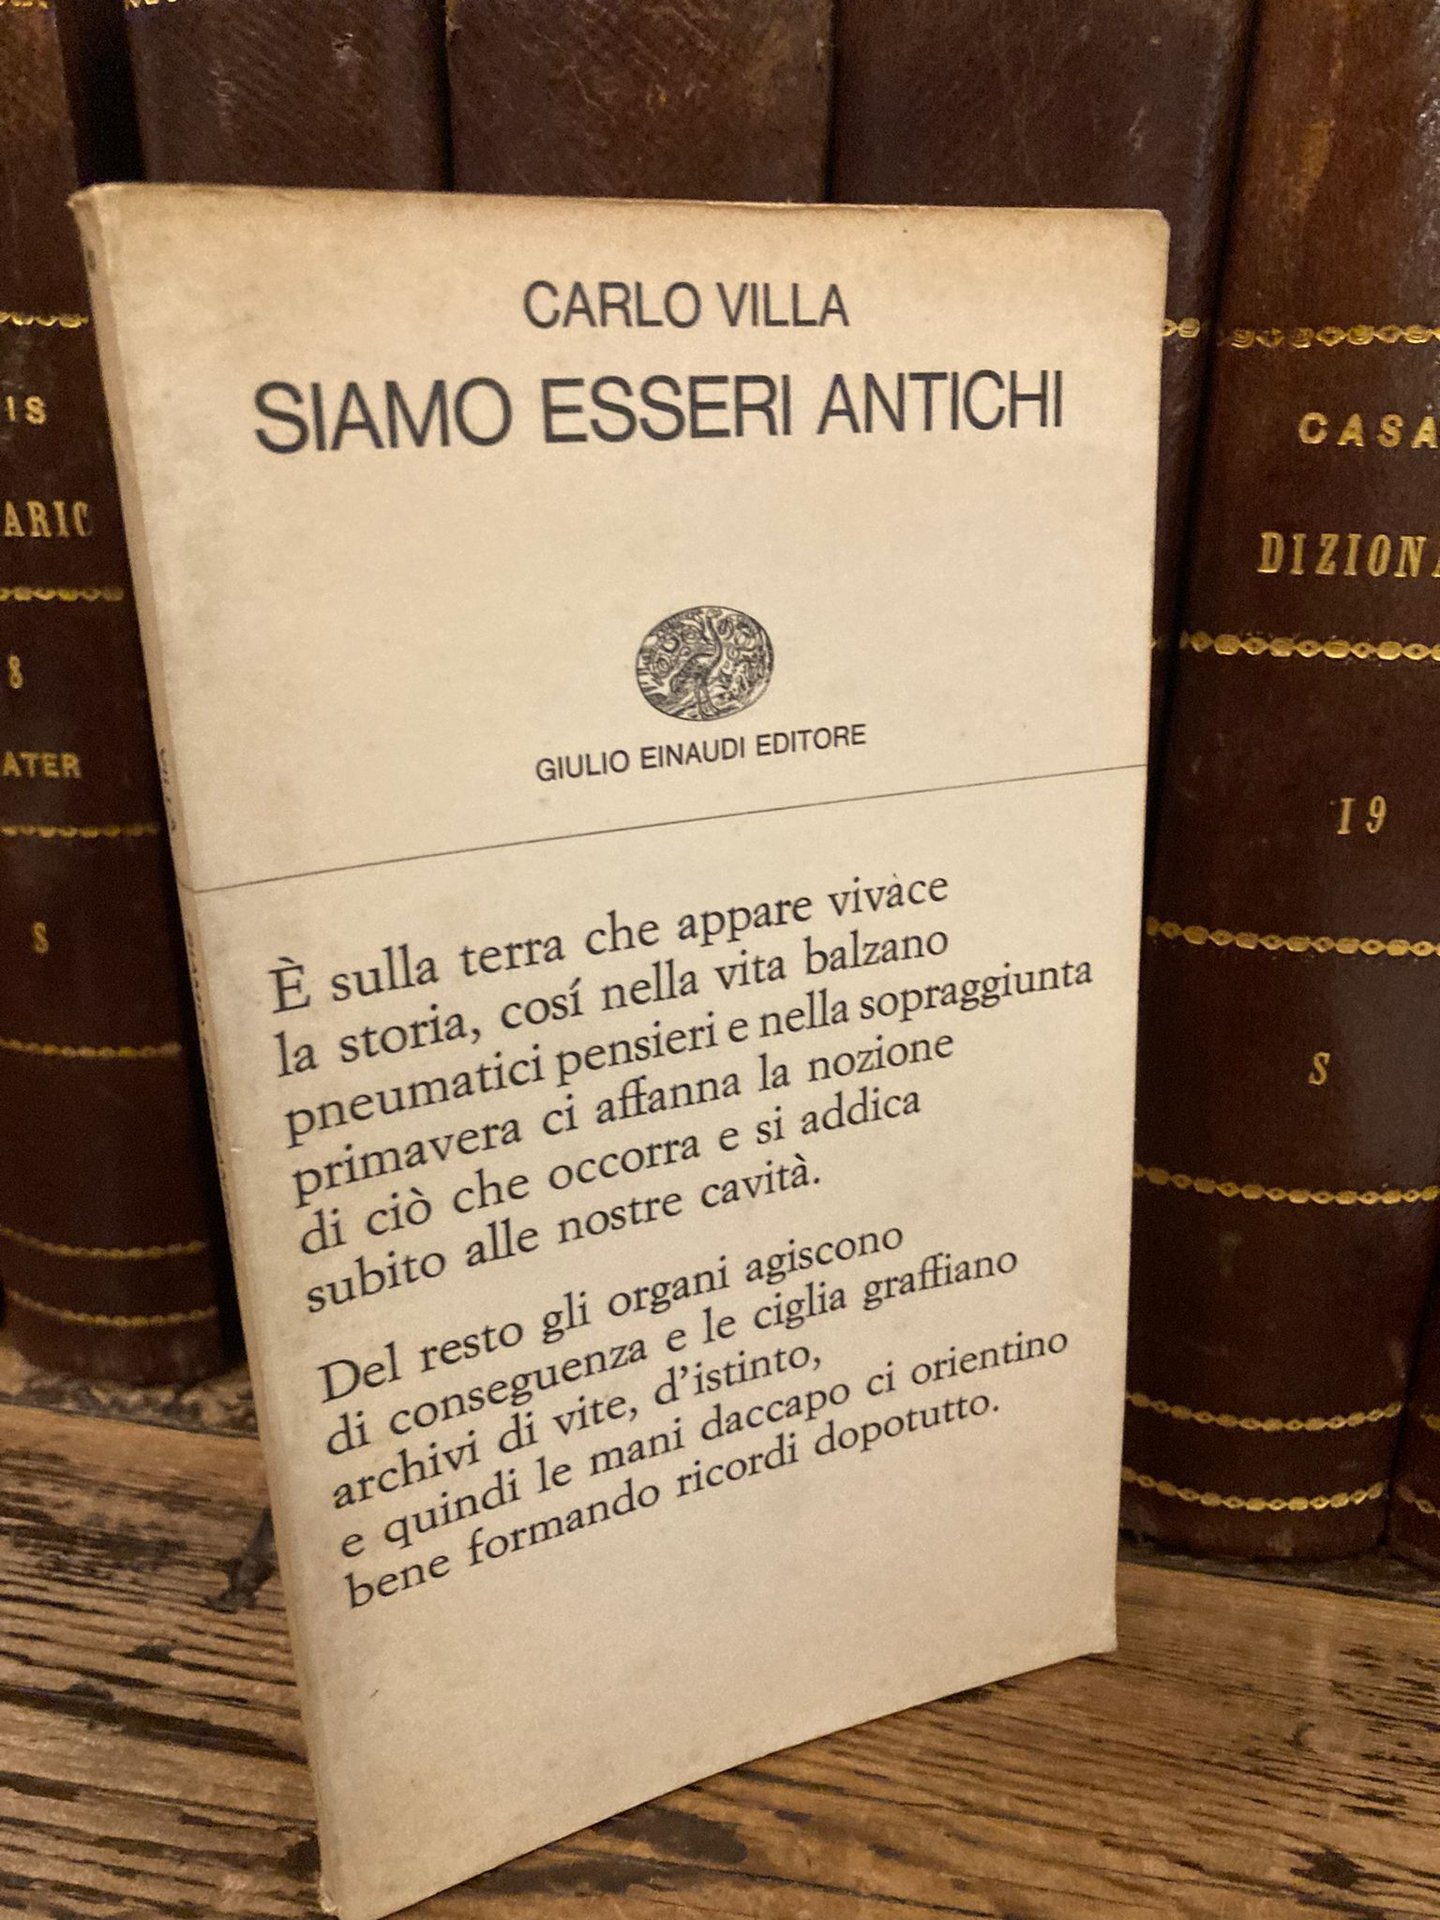 CARLO VILLA
SIAMO ESSERI ANTICHI
GIULIO EINAUDI EDITORE
È sulla terra che appare vivace
la storia, cosí nella vita balzano
pneumatici pensieri e nella sopraggiunta
primavera ci affanna la nozione
di ciò che occorra e si addica
subito alle nostre cavità.
Del resto gli organi agiscono
di conseguenza e le ciglia graffiano
archivi di vite, d'istinto,
e quindi le mani daccapo ci orientino
bene formando ricordi dopotutto.
IS
ARIC
8
ATER
S
CASA
DIZIONA
19
S